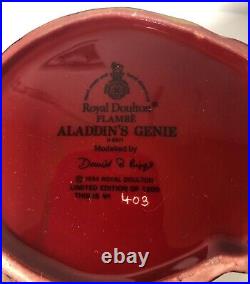 Royal Doulton®
FLAMBÉ
ALADDIN'S GENIE
Modelled by
© 1994 ROYAL DOULTON
LIMITED EDITION OF 1500
THIS IS Nº 403